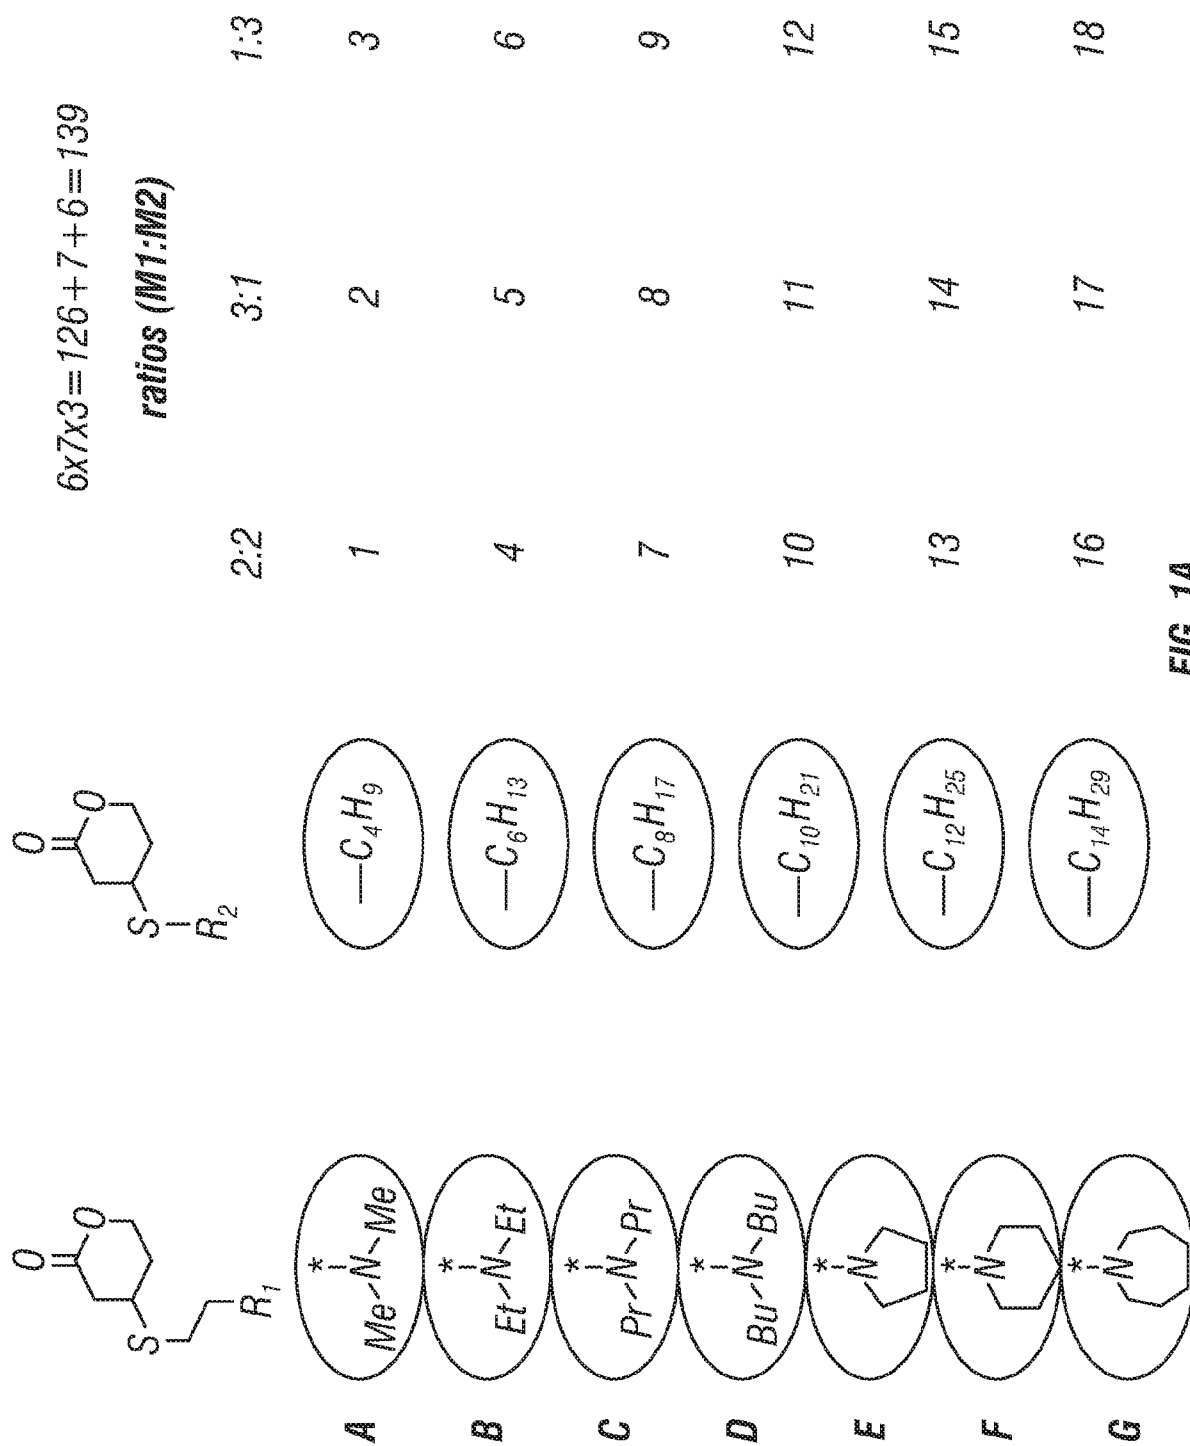 O O
6x7x3=126+7+6=139
O O
S S
ratios (M1:M2)
R2
R1
2:2 3:1 1:3
*
A Me N Me —C4H9 1 2 3
*
B Et N Et —C6H13 4 5 6
*
C Pr N Pr —C8H17 7 8 9
*
D Bu N Bu —C10H21 10 11 12
*
E N —C12H25 13 14 15
*
F N —C14H29 16 17 18
*
G N
FIG. 1A